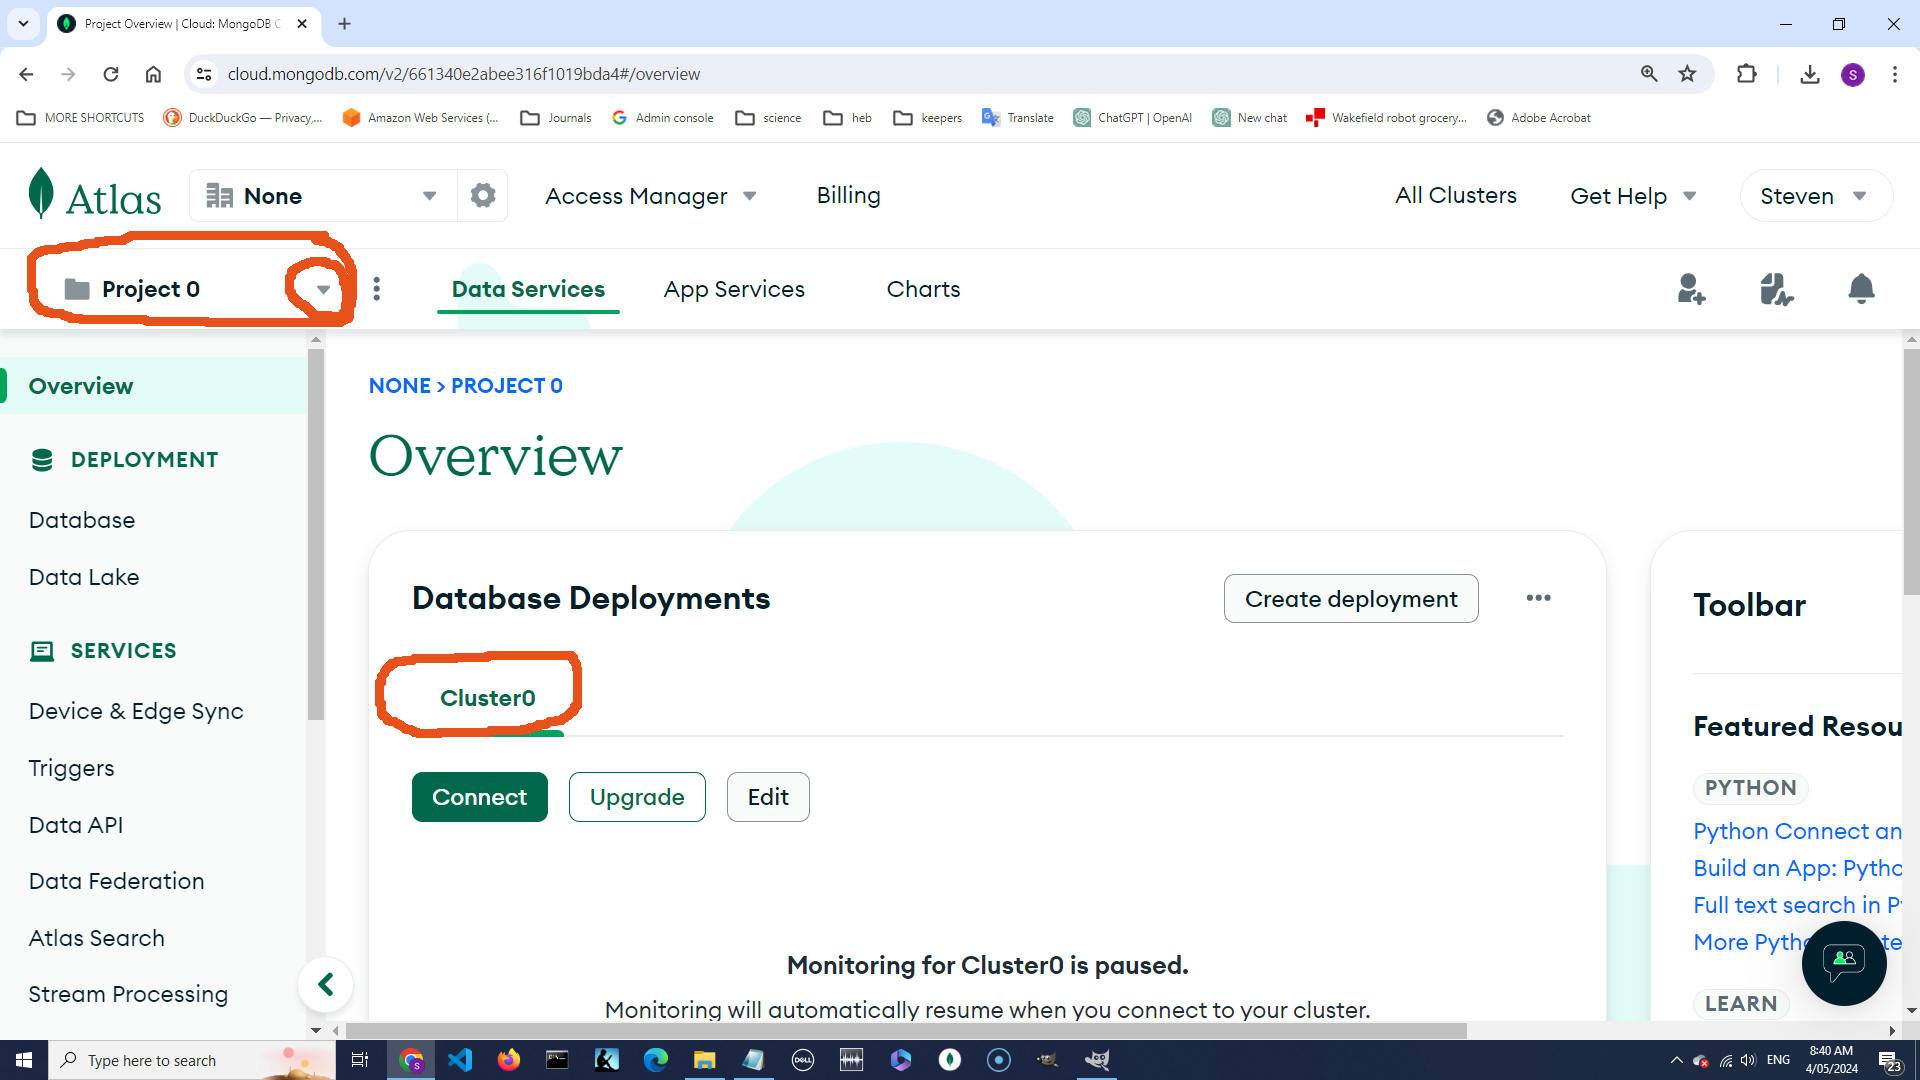 Project Overview | Cloud: MongoDB C
cloud.mongodb.com/v2/661340e2abee316f1019bda4#/overview
S
MORE SHORTCUTS
DuckDuckGo — Privacy,...
Amazon Web Services (...
Journals
Admin console
science
heb
keepers
Translate
ChatGPT | OpenAI
New chat
Wakefield robot grocery...
Adobe Acrobat
Atlas
None
Access Manager
Billing
All Clusters
Get Help
Steven
Project 0
Data Services
App Services
Charts
Overview
DEPLOYMENT
Database
Data Lake
SERVICES
Device & Edge Sync
Triggers
Data API
Data Federation
Atlas Search
Stream Processing
NONE > PROJECT 0
Overview
Database Deployments
Create deployment
Cluster0
Connect
Upgrade
Edit
Monitoring for Cluster0 is paused.
Monitoring will automatically resume when you connect to your cluster.
Toolbar
Featured Resou
PYTHON
Python Connect an
Build an App: Pytho
Full text search in P
More Pyth
LEARN
Type here to search
S
DELL
ENG
8:40 AM
4/05/2024
23